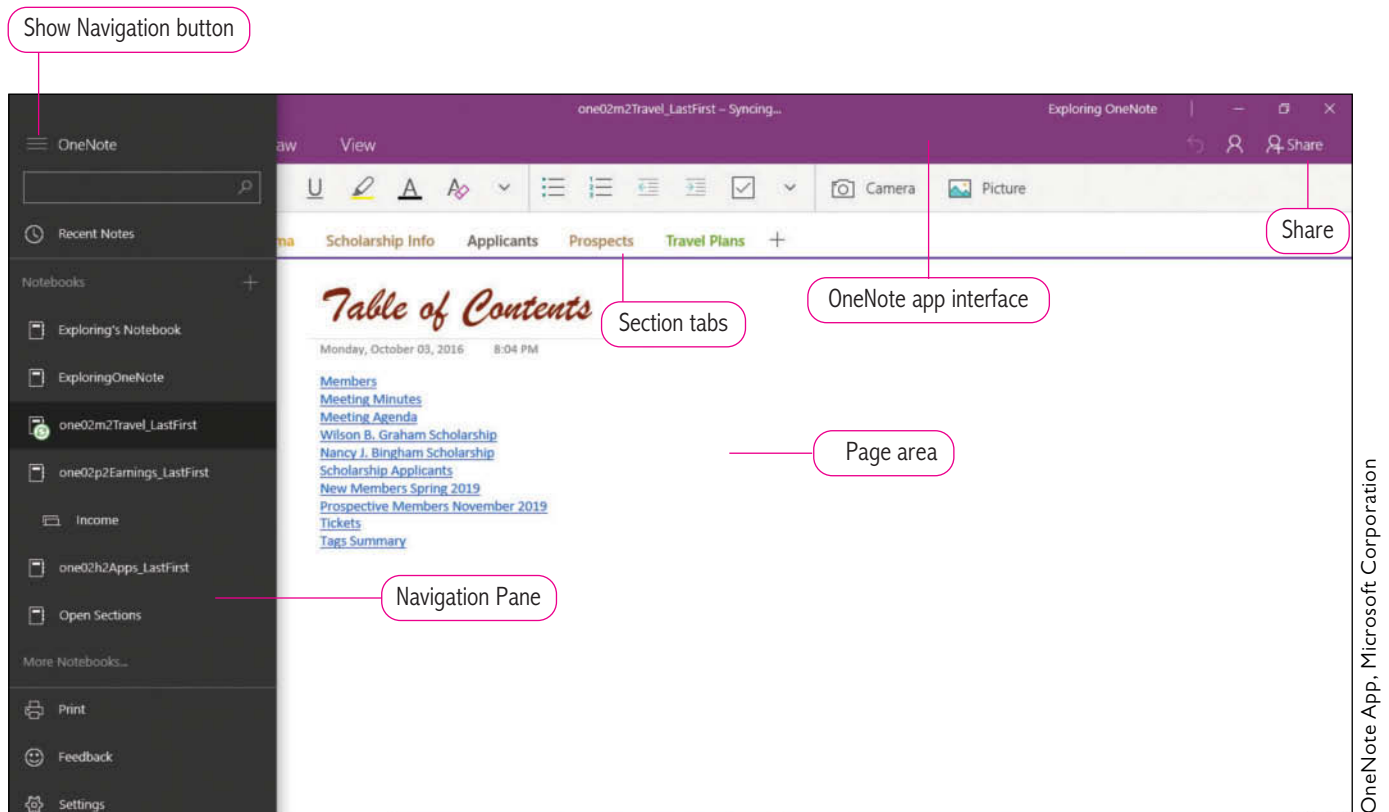 Show Navigation button
one02m2Travel_LastFirst – Syncing...
Exploring OneNote
OneNote
aw
View
Share
U
A
A
Camera
Picture
Recent Notes
na
Scholarship Info
Applicants
Prospects
Travel Plans
Share
Notebooks
Table of Contents
OneNote app interface
Section tabs
Exploring's Notebook
Monday, October 03, 2016
8:04 PM
ExploringOneNote
Members
Meeting Minutes
Meeting Agenda
one02m2Travel_LastFirst
Wilson B. Graham Scholarship
Nancy J. Bingham Scholarship
Page area
Scholarship Applicants
one02p2Earnings_LastFirst
New Members Spring 2019
Prospective Members November 2019
Income
Tickets
Tags Summary
one02h2Apps_LastFirst
Navigation Pane
Open Sections
More Notebooks...
Print
Feedback
Settings
OneNote App, Microsoft Corporation